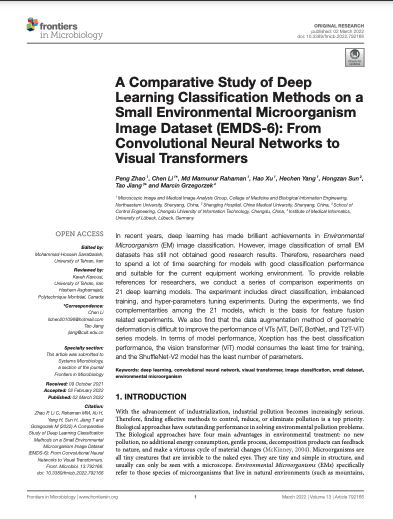 frontiers
in Microbiology
ORIGINAL RESEARCH
published: 02 March 2022
doi: 10.3389/fmicb.2022.792166
A Comparative Study of Deep
Learning Classification Methods on a
Small Environmental Microorganism
Image Dataset (EMDS-6): From
Convolutional Neural Networks to
Visual Transformers
Peng Zhao 1, Chen Li 1*, Md Mamunur Rahaman 1, Hao Xu 1, Hechen Yang 1, Hongzan Sun 2,
Tao Jiang 3* and Marcin Grzegorzek 4
1 Microscopic Image and Medical Image Analysis Group, College of Medicine and Biological Information Engineering,
Northeastern University, Shenyang, China, 2 Shengjing Hospital, China Medical University, Shenyang, China, 3 School of
Control Engineering, Chengdu University of Information Technology, Chengdu, China, 4 Institute of Medical Informatics,
University of Lübeck, Lübeck, Germany
OPEN ACCESS
Edited by:
Mohammad-Hossein Sarrafzadeh,
University of Tehran, Iran
Reviewed by:
Kaveh Kavousi,
University of Tehran, Iran
Hashem Asgharnejad,
Polytechnique Montréal, Canada
*Correspondence:
Chen Li
lichen201096@hotmail.com
Tao Jiang
jiang@cuit.edu.cn
Specialty section:
This article was submitted to
Systems Microbiology,
a section of the journal
Frontiers in Microbiology
Received: 09 October 2021
Accepted: 02 February 2022
Published: 02 March 2022
Citation:
Zhao P, Li C, Rahaman MM, Xu H,
Yang H, Sun H, Jiang T and
Grzegorzek M (2022) A Comparative
Study of Deep Learning Classification
Methods on a Small Environmental
Microorganism Image Dataset
(EMDS-6): From Convolutional Neural
Networks to Visual Transformers.
Front. Microbiol. 13:792166.
doi: 10.3389/fmicb.2022.792166
In recent years, deep learning has made brilliant achievements in Environmental
Microorganism (EM) image classification. However, image classification of small EM
datasets has still not obtained good research results. Therefore, researchers need
to spend a lot of time searching for models with good classification performance
and suitable for the current equipment working environment. To provide reliable
references for researchers, we conduct a series of comparison experiments on
21 deep learning models. The experiment includes direct classification, imbalanced
training, and hyper-parameters tuning experiments. During the experiments, we find
complementarities among the 21 models, which is the basis for feature fusion
related experiments. We also find that the data augmentation method of geometric
deformation is difficult to improve the performance of VTs (ViT, DeiT, BotNet, and T2T-ViT)
series models. In terms of model performance, Xception has the best classification
performance, the vision transformer (ViT) model consumes the least time for training,
and the ShuffleNet-V2 model has the least number of parameters.
Keywords: deep learning, convolutional neural network, visual transformer, image classification, small dataset,
environmental microorganism
1. INTRODUCTION
With the advancement of industrialization, industrial pollution becomes increasingly serious.
Therefore, finding effective methods to control, reduce, or eliminate pollution is a top priority.
Biological approaches have outstanding performance in solving environmental pollution problems.
The Biological approaches have four main advantages in environmental treatment: no new
pollution, no additional energy consumption, gentle process, decomposition products can feedback
to nature, and make a virtuous cycle of material changes (McKinney, 2004). Microorganisms are
all tiny creatures that are invisible to the naked eyes. They are tiny and simple in structure, and
usually can only be seen with a microscope. Environmental Microorganisms (EMs) specifically
refer to those species of microorganisms that live in natural environments (such as mountains,
Frontiers in Microbiology | www.frontiersin.org
1
March 2022 | Volume 13 | Article 792166